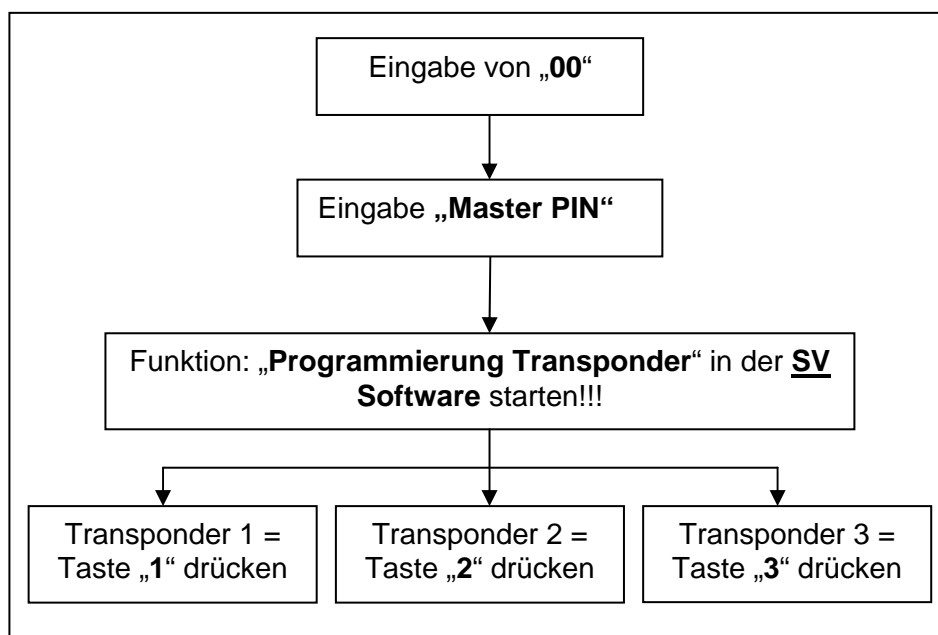 Eingabe von „00“
Eingabe „Master PIN“
Funktion: „Programmierung Transponder“ in der SV
Software starten!!!
Transponder 1 =
Taste „1“ drücken
Transponder 2 =
Taste „2“ drücken
Transponder 3 =
Taste „3“ drücken